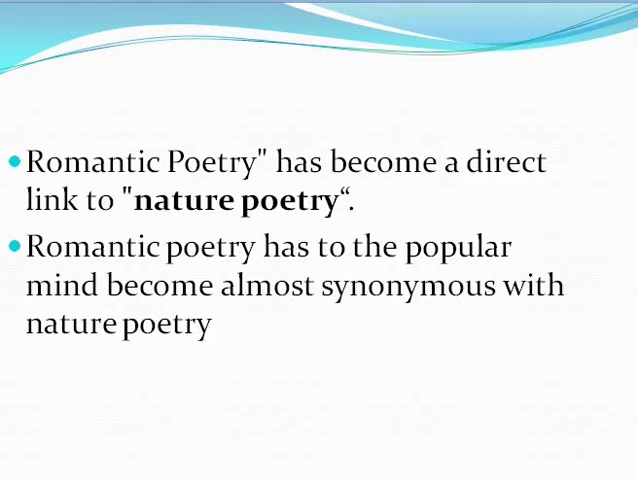 Romantic Poetry" has become a direct
link to "nature poetry“.
Romantic poetry has to the popular
mind become almost synonymous with
nature poetry